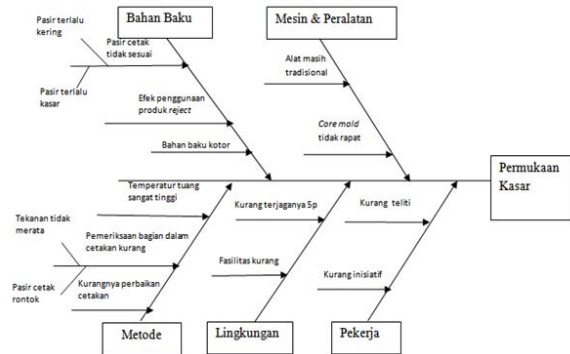 Bahan Baku
Mesin & Peralatan
Pasir terlalu
kering
Pasir cetak
tidak sesuai
Pasir terlalu
kasar
Alat masih
tradisional
Efek penggunaan
produk reject
Core mold
tidak rapat
Bahan baku kotor
Permukaan
Kasar
Temperatur tuang
sangat tinggi
Kurang terjaganya 5p
Kurang teliti
Tekanan tidak
merata
Pemeriksaan bagian dalam
cetakan kurang
Fasilitas kurang
Kurang inisiatif
Pasir cetak
rontok
Kurangnya perbaikan
cetakan
Metode
Lingkungan
Pekerja